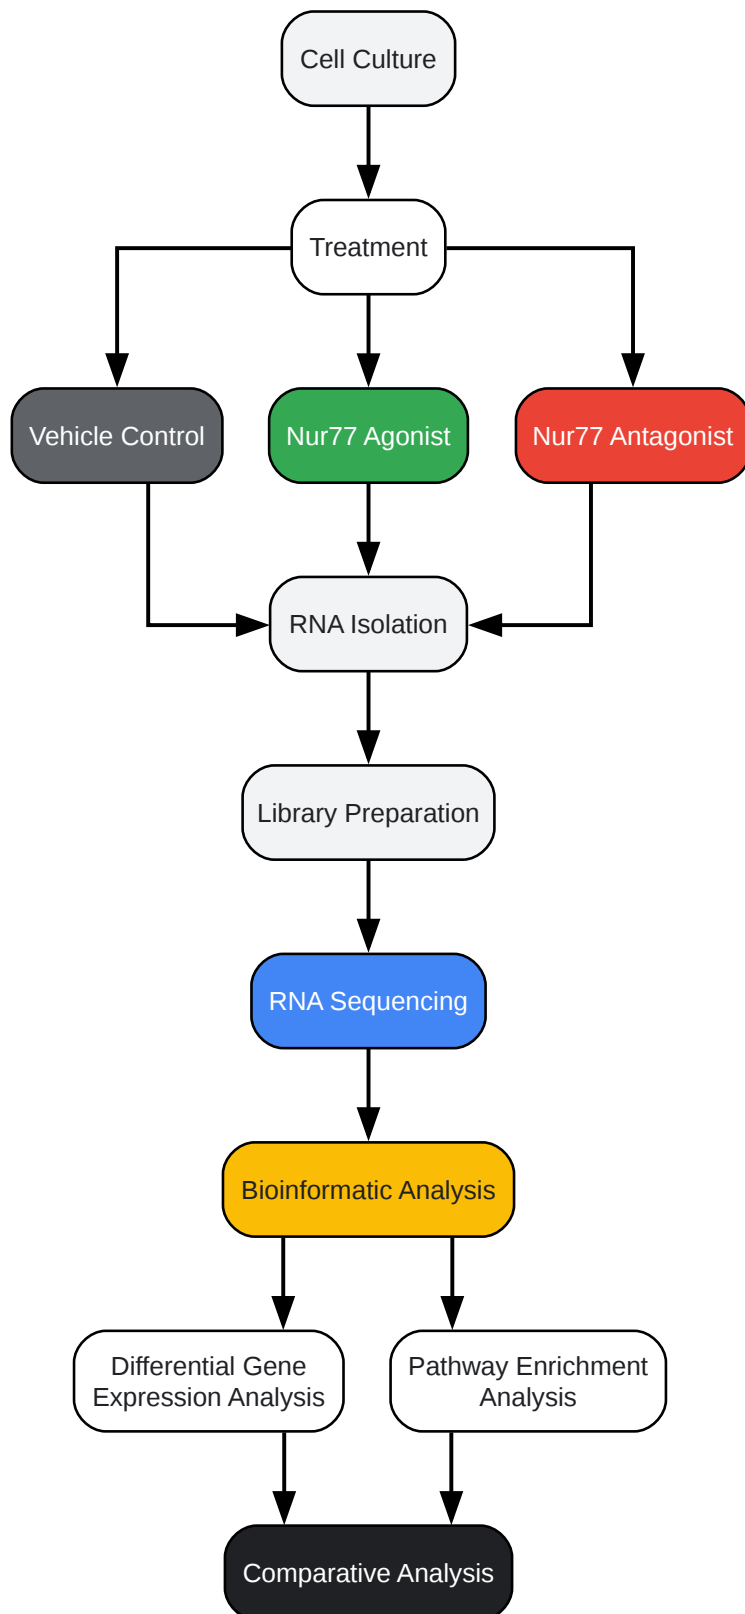 Cell Culture
Treatment
Vehicle Control
Nur77 Agonist
Nur77 Antagonist
RNA Isolation
Library Preparation
RNA Sequencing
Bioinformatic Analysis
Differential Gene
Expression Analysis
Pathway Enrichment
Analysis
Comparative Analysis